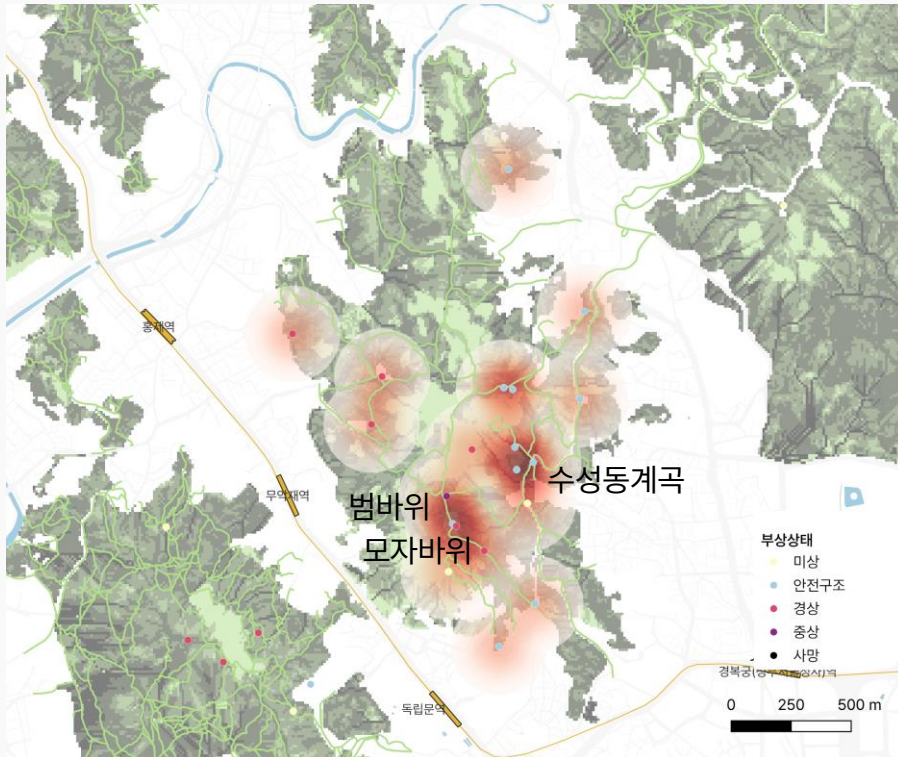 홍제역
수성동계곡
무악재역
범바위
모자바위
부상상태
미상
안전구조
경상
중상
사망
독립문역
0 250 500 m